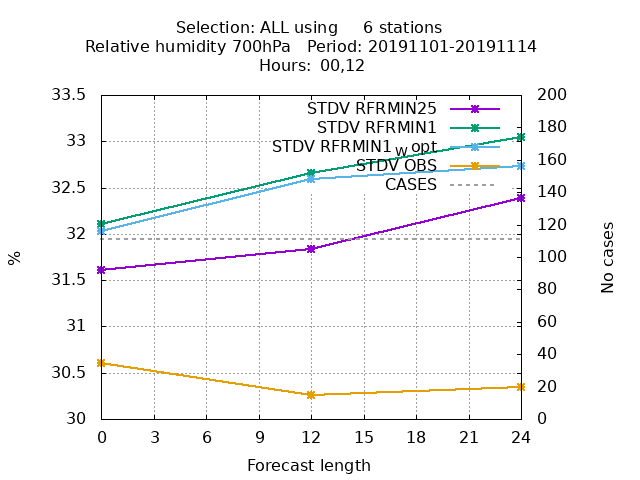 Selection: ALL using     6 stations
Relative humidity 700hPa   Period: 20191101-20191114
Hours: 00,12
33.5
33
32.5
32
31.5
31
30.5
30
%
STDV RFRMIN25
STDV RFRMIN1
STDV RFRMIN1wopt
STDV OBS
CASES
200
180
160
140
120
100
80
60
40
20
0
No cases
0 3 6 9 12 15 18 21 24
Forecast length